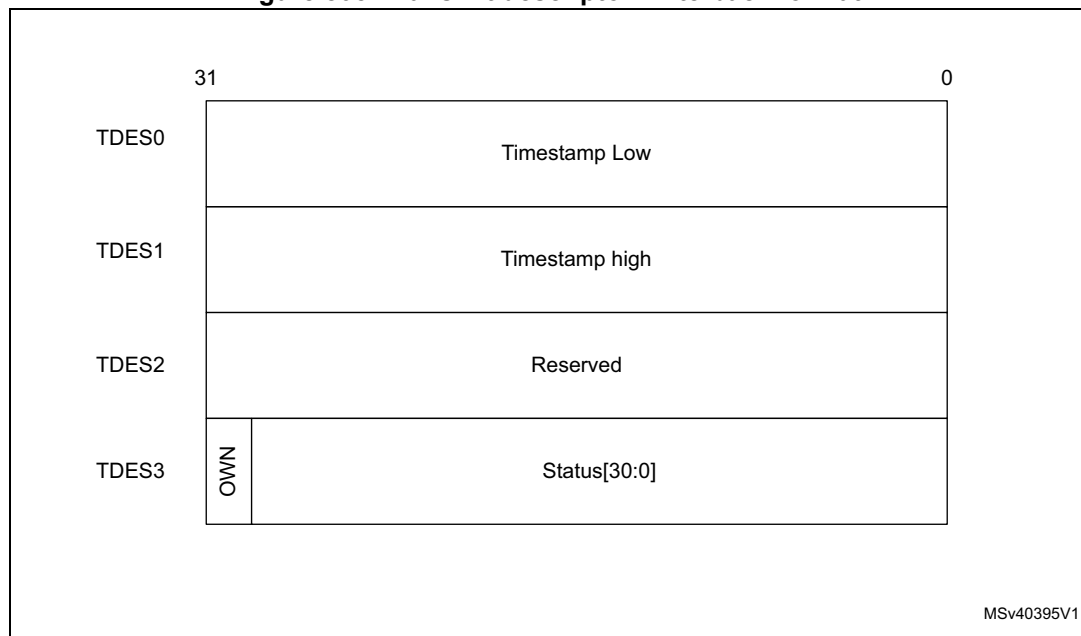 31 0
TDES0 Timestamp Low
TDES1 Timestamp high
TDES2 Reserved
TDES3 OWN Status[30:0]
MSv40395V1